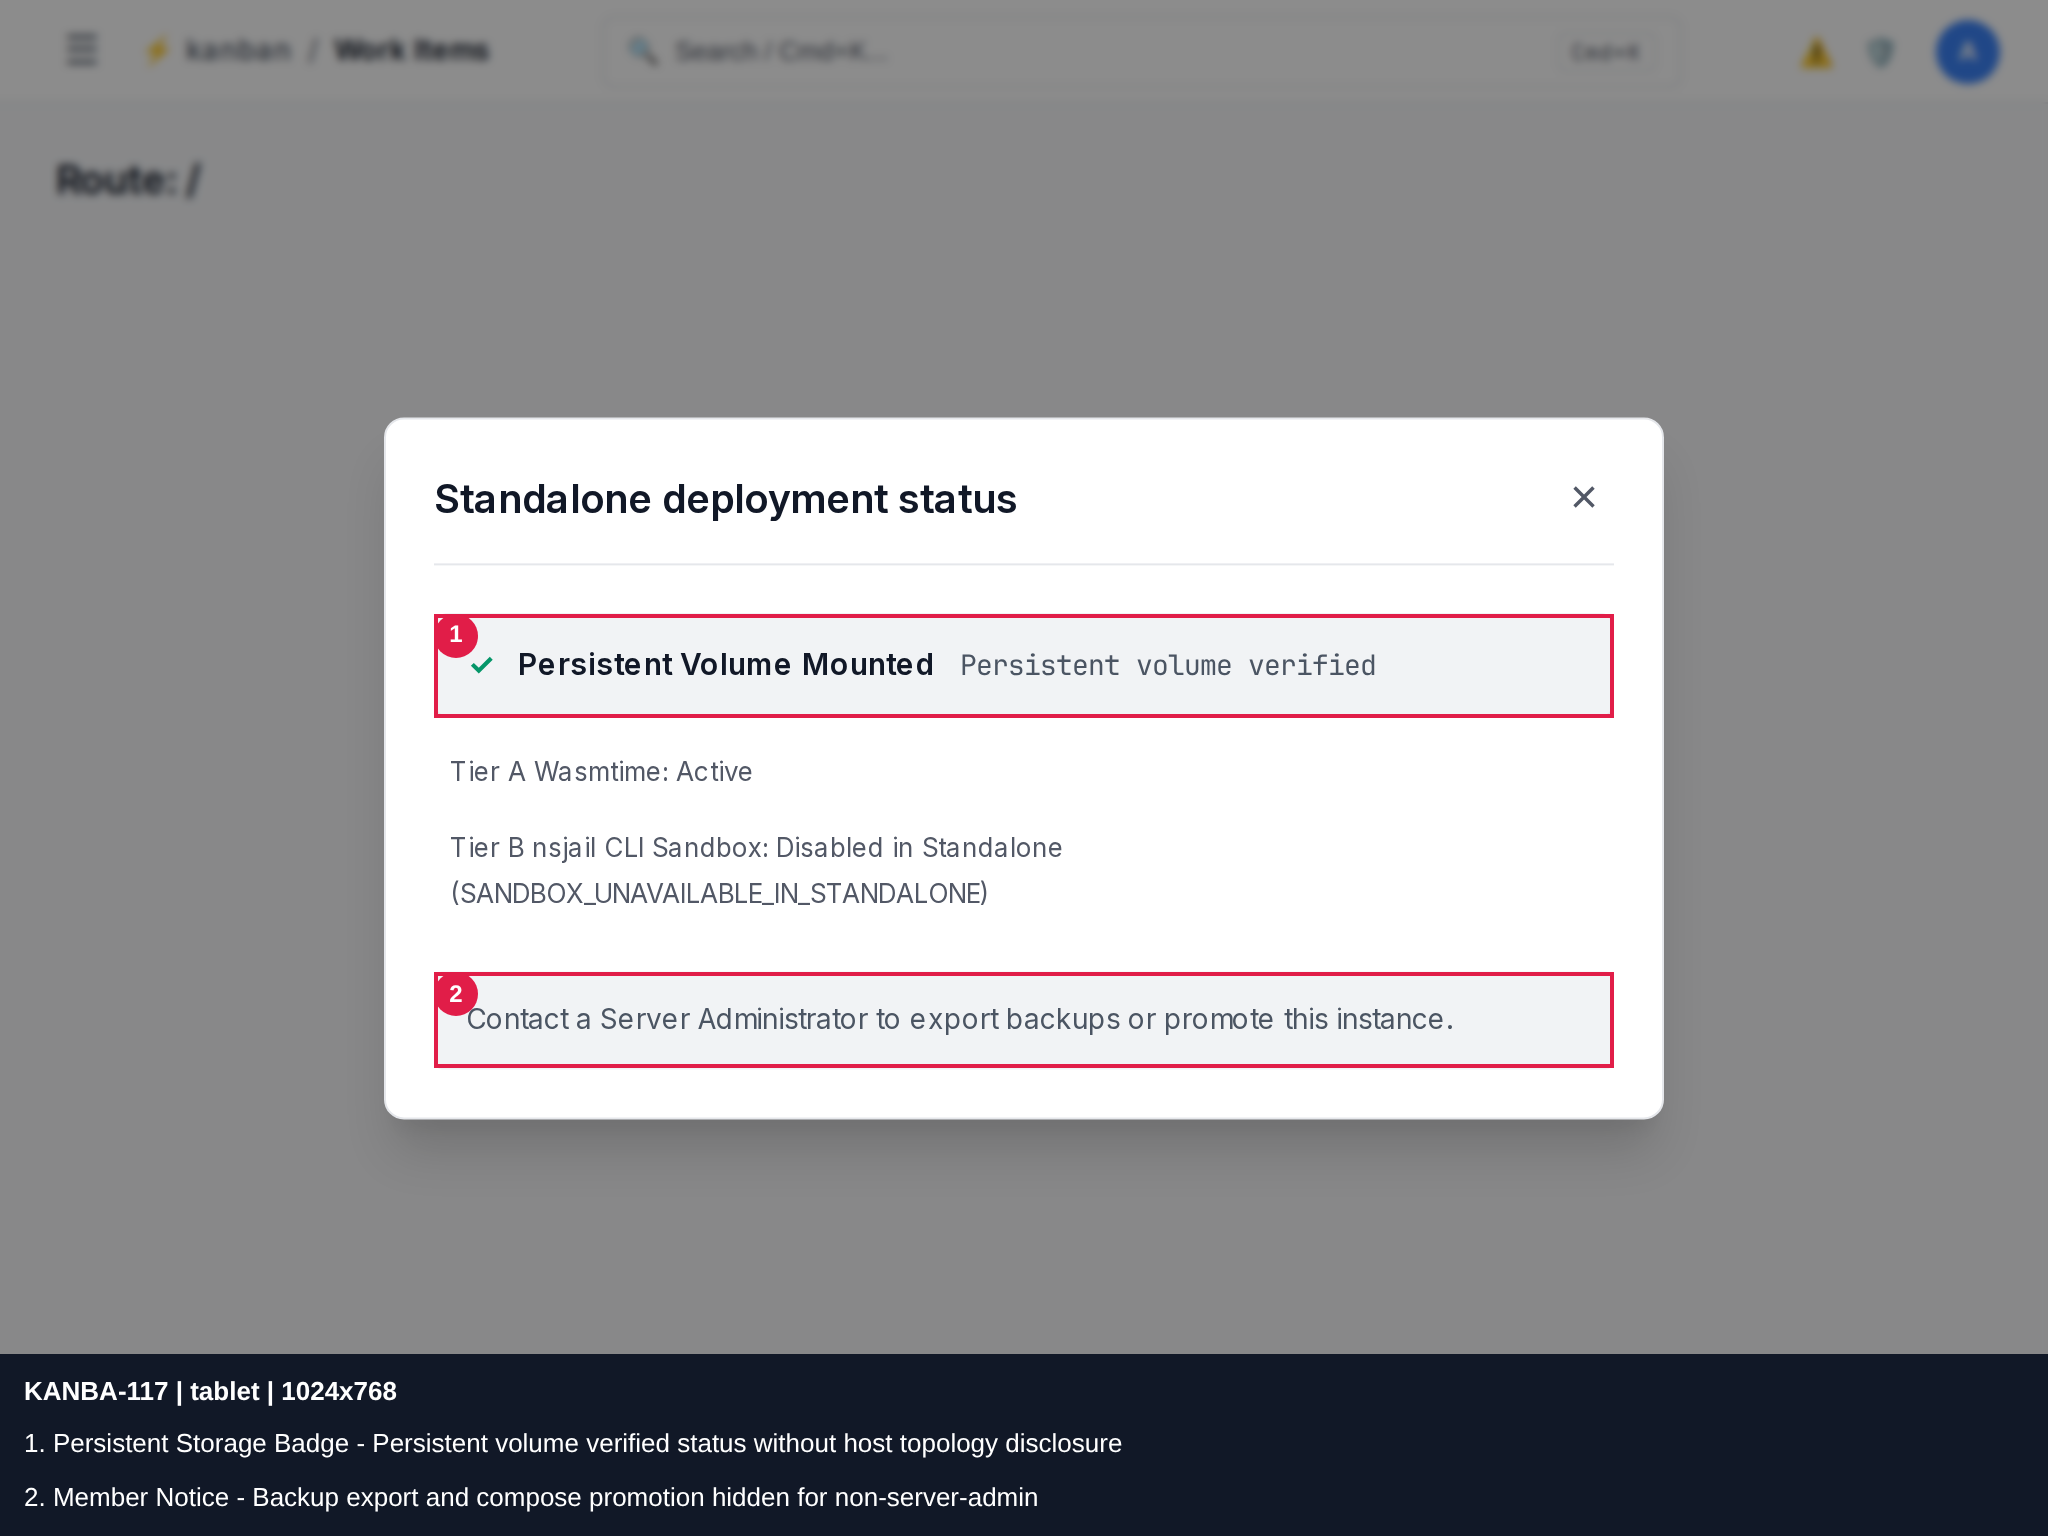 kanban / Work Items
Search / Cmd+K...
Cmd+K
A
Route: /
Standalone deployment status
1
Persistent Volume Mounted Persistent volume verified
Tier A Wasmtime: Active
Tier B nsjail CLI Sandbox: Disabled in Standalone
(SANDBOX_UNAVAILABLE_IN_STANDALONE)
2
Contact a Server Administrator to export backups or promote this instance.
KANBA-117 | tablet | 1024x768
1. Persistent Storage Badge - Persistent volume verified status without host topology disclosure
2. Member Notice - Backup export and compose promotion hidden for non-server-admin